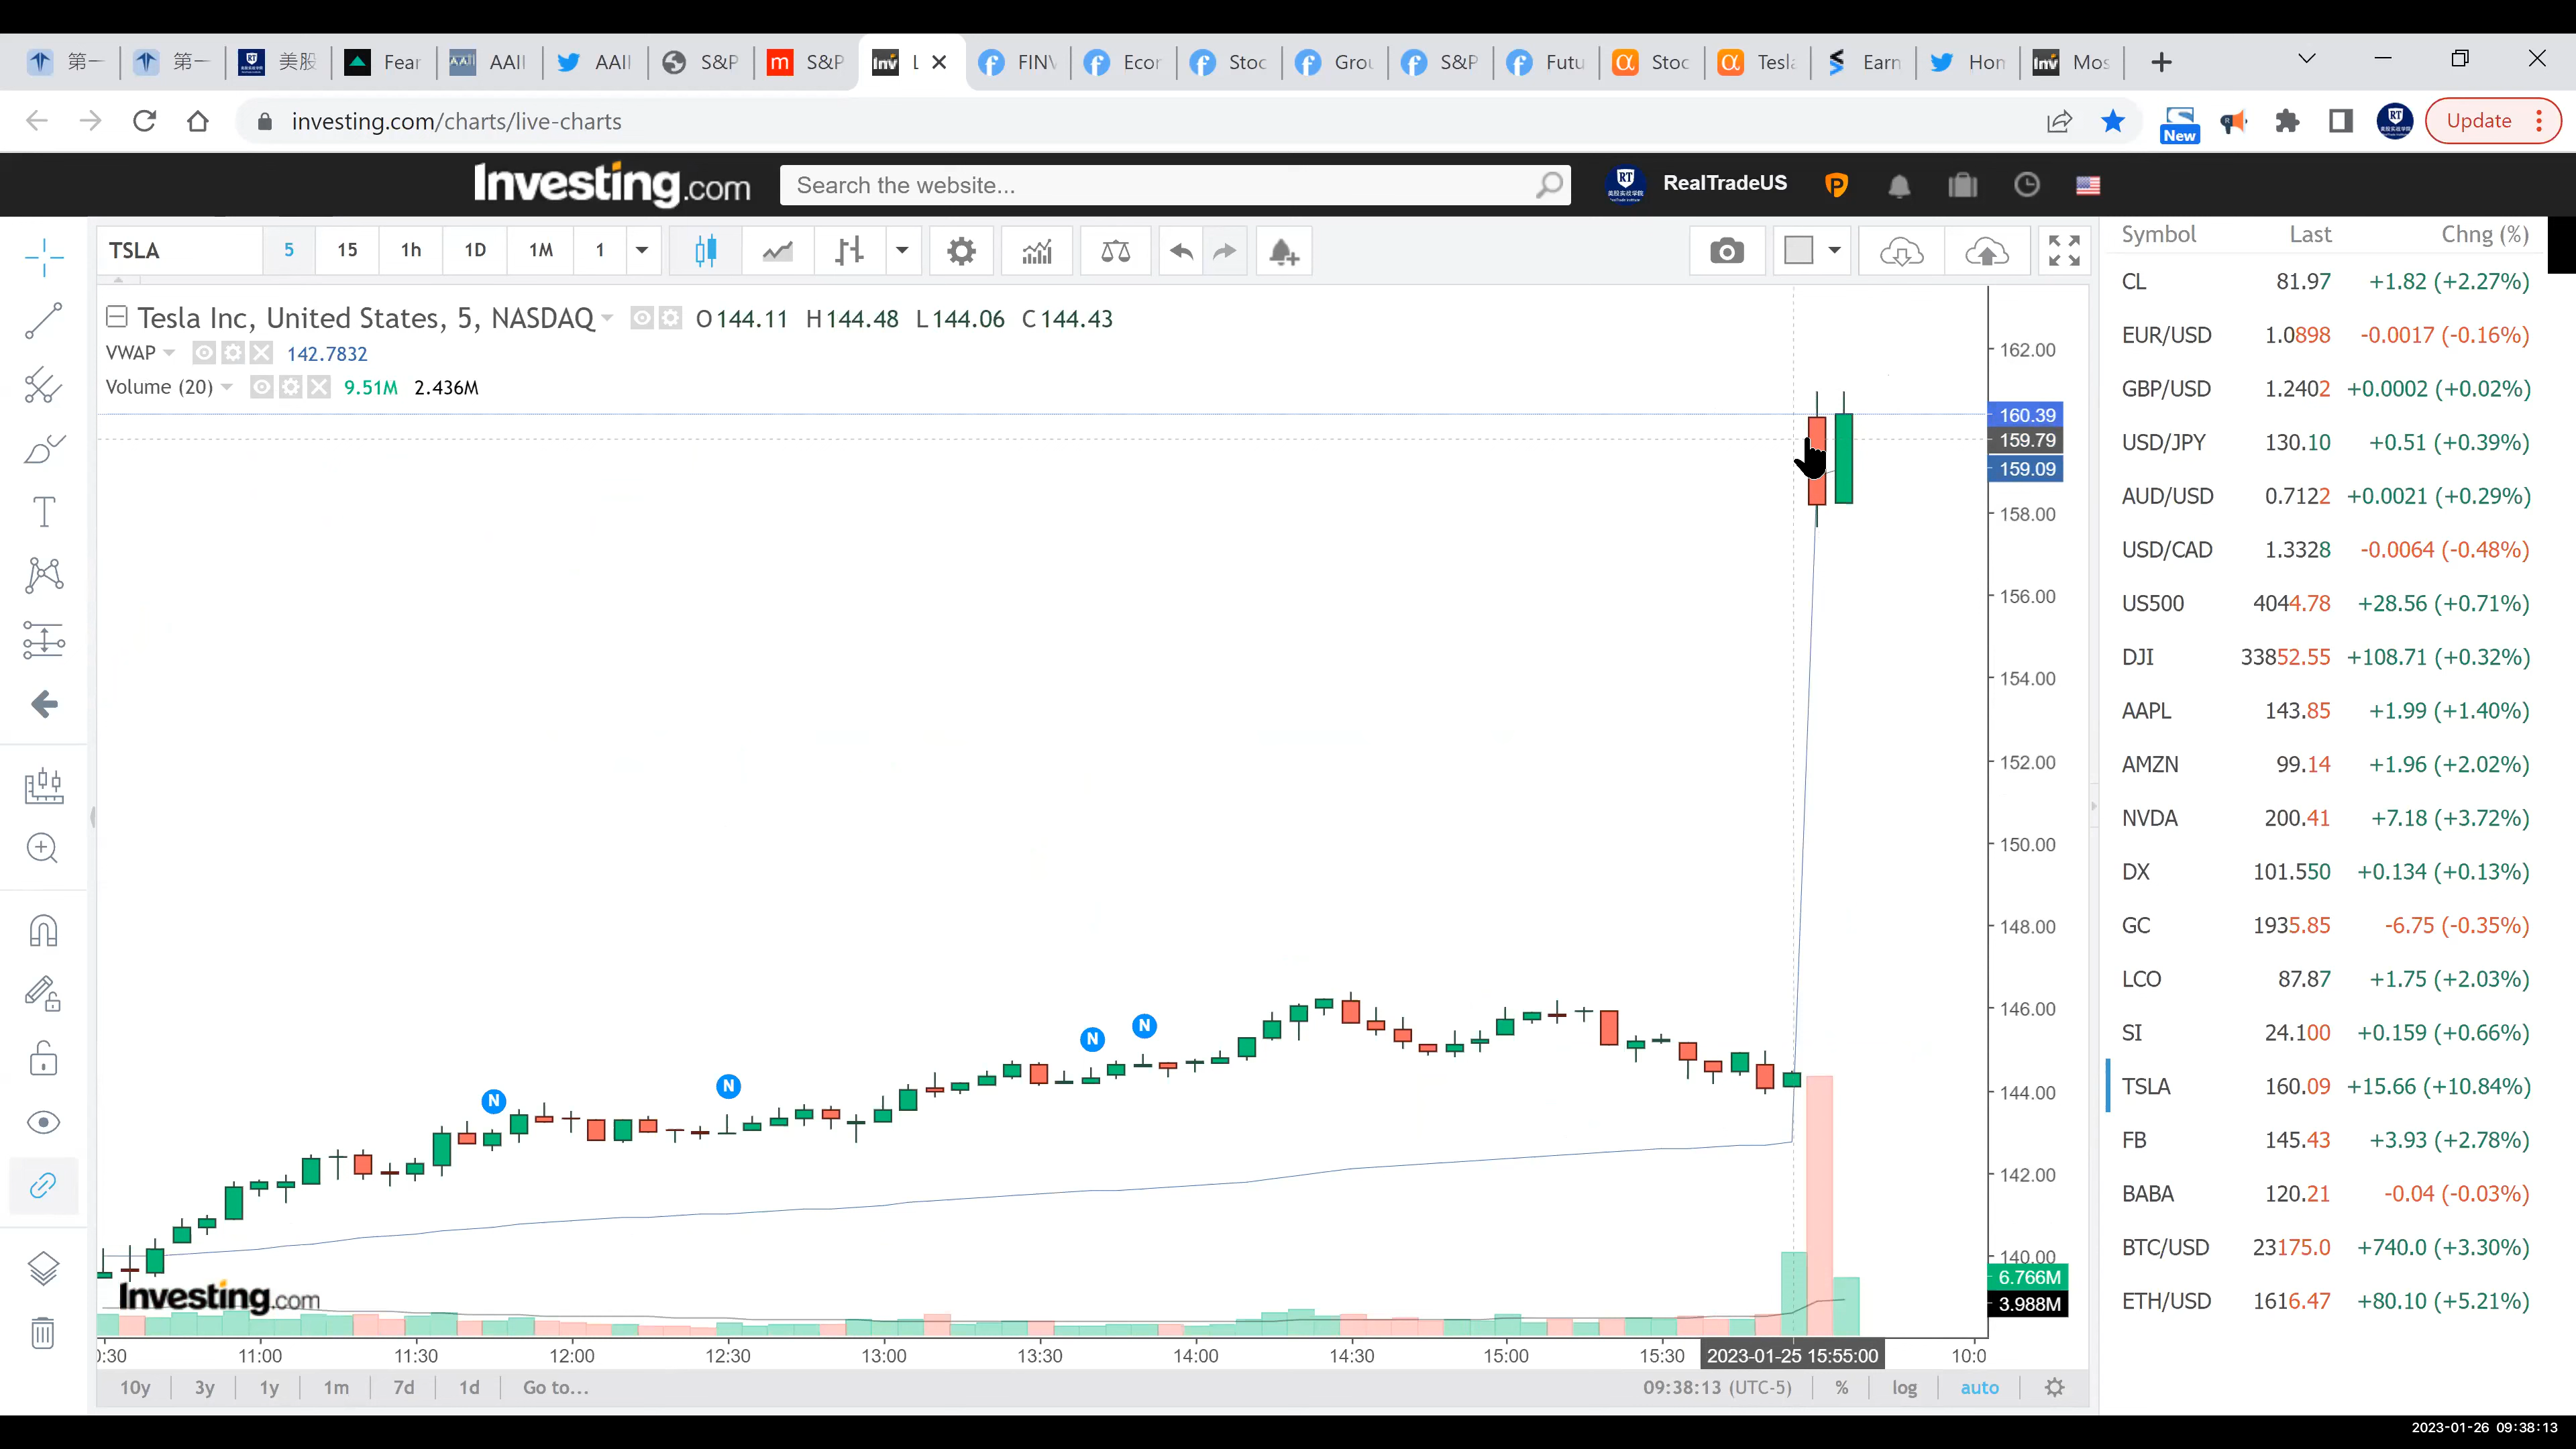 第一 第一 美股 Fear AAII AAII S&P S&P L FINV Econ Stoc Grou S&P Futu Stoc Tesla Earn Hom Mos
investing.com/charts/live-charts New Update
Investing.com Search the website... RealTradeUS
TSLA 5 15 1h 1D 1M 1
Tesla Inc, United States, 5, NASDAQ O144.11 H144.48 L144.06 C144.43
VWAP 142.7832
Volume (20) 9.51M 2.436M
162.00
160.39
159.79
159.09
158.00
156.00
154.00
152.00
150.00
148.00
146.00
144.00
142.00
140.00
6.766M
3.988M
N N N N
Investing.com
:30 11:00 11:30 12:00 12:30 13:00 13:30 14:00 14:30 15:00 15:30 2023-01-25 15:55:00 10:0
10y 3y 1y 1m 7d 1d Go to... 09:38:13 (UTC-5) % log auto
Symbol Last Chng (%)
CL 81.97 +1.82 (+2.27%)
EUR/USD 1.0898 -0.0017 (-0.16%)
GBP/USD 1.2402 +0.0002 (+0.02%)
USD/JPY 130.10 +0.51 (+0.39%)
AUD/USD 0.7122 +0.0021 (+0.29%)
USD/CAD 1.3328 -0.0064 (-0.48%)
US500 4044.78 +28.56 (+0.71%)
DJI 33852.55 +108.71 (+0.32%)
AAPL 143.85 +1.99 (+1.40%)
AMZN 99.14 +1.96 (+2.02%)
NVDA 200.41 +7.18 (+3.72%)
DX 101.550 +0.134 (+0.13%)
GC 1935.85 -6.75 (-0.35%)
LCO 87.87 +1.75 (+2.03%)
SI 24.100 +0.159 (+0.66%)
TSLA 160.09 +15.66 (+10.84%)
FB 145.43 +3.93 (+2.78%)
BABA 120.21 -0.04 (-0.03%)
BTC/USD 23175.0 +740.0 (+3.30%)
ETH/USD 1616.47 +80.10 (+5.21%)
2023-01-26 09:38:13